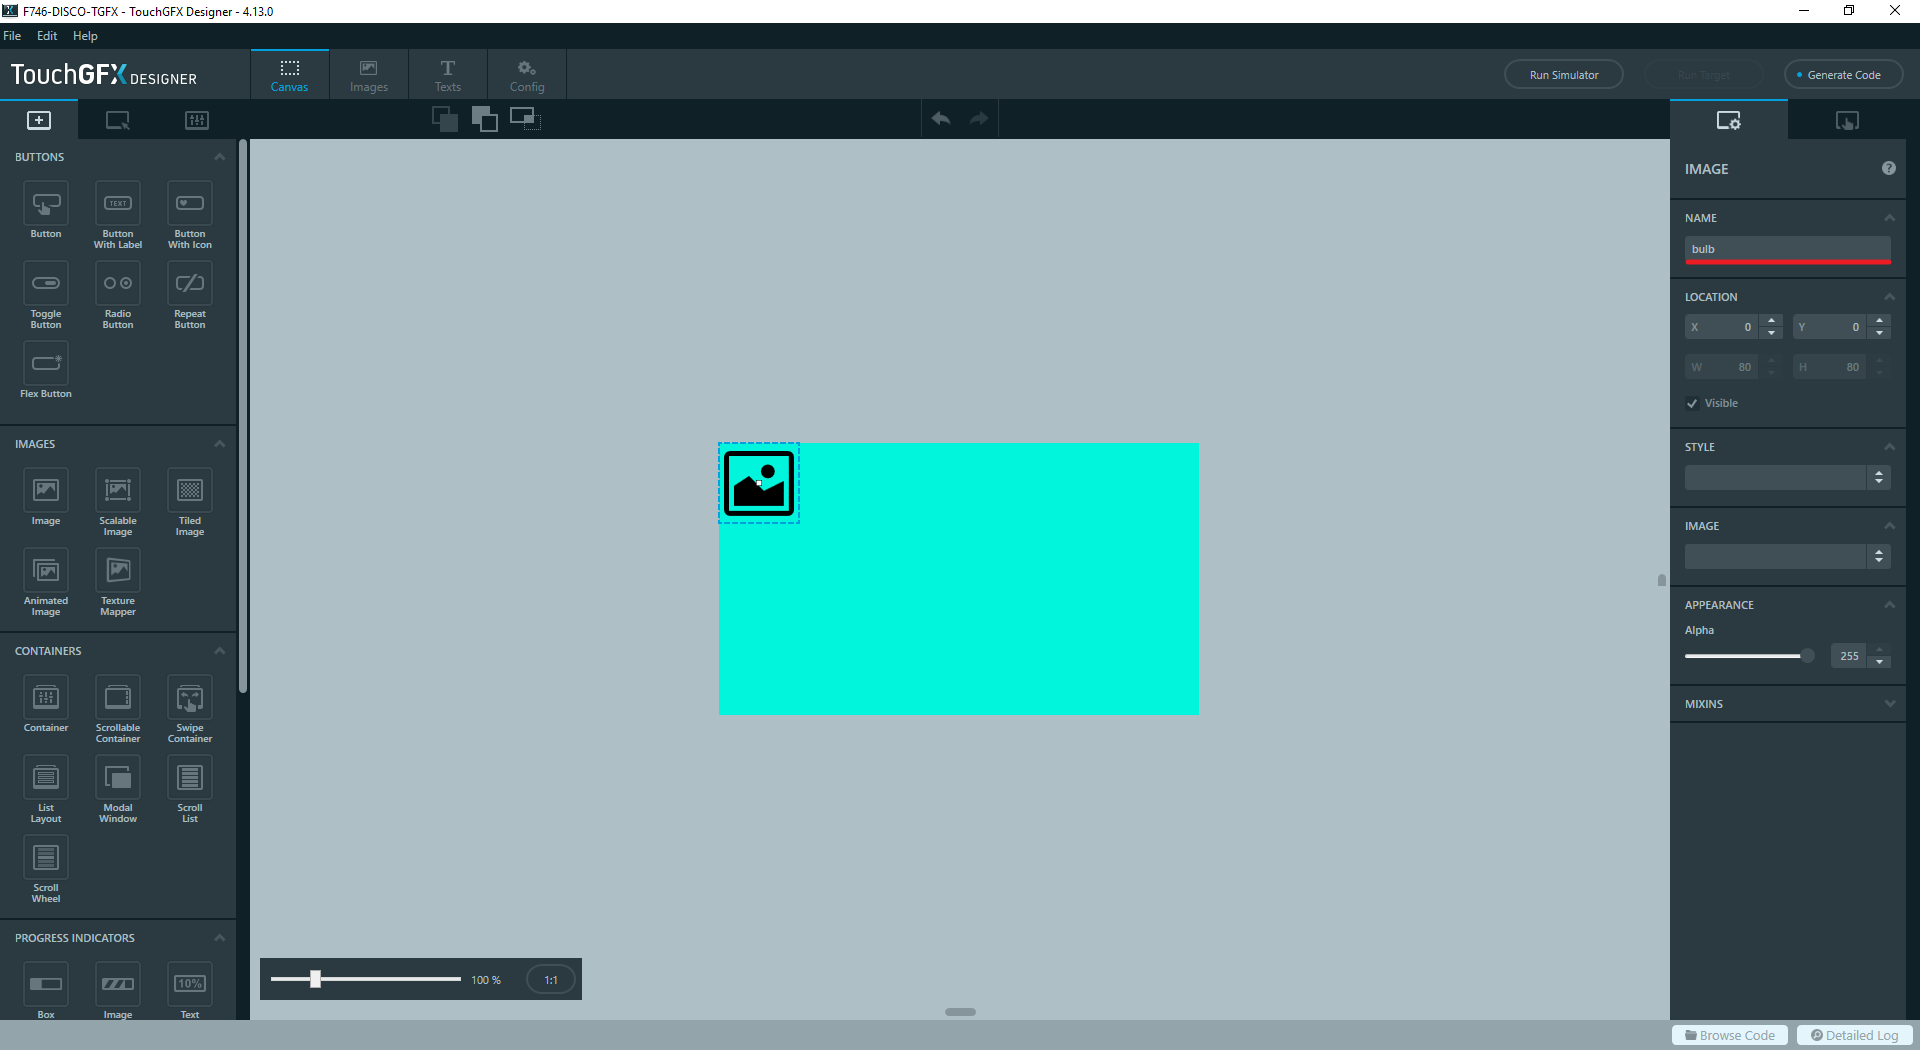 F746-DISCO-TGFX - TouchGFX Designer - 4.13.0
File Edit Help
TouchGFX DESIGNER
Canvas
Images
Texts
Config
Run Simulator
Run Target
Generate Code
BUTTONS
Button
Button With Label
Button With Icon
Toggle Button
Radio Button
Repeat Button
Flex Button
TEXT
IMAGES
Image
Scalable Image
Tiled Image
Animated Image
Texture Mapper
CONTAINERS
Container
Scrollable Container
Swipe Container
List Layout
Modal Window
Scroll List
Scroll Wheel
PROGRESS INDICATORS
10%
Box
Image
Text
100 %
1:1
IMAGE
?
NAME
bulb
LOCATION
X 0 Y 0
W 80 H 80
Visible
STYLE
IMAGE
APPEARANCE
Alpha
255
MIXINS
Browse Code
Detailed Log